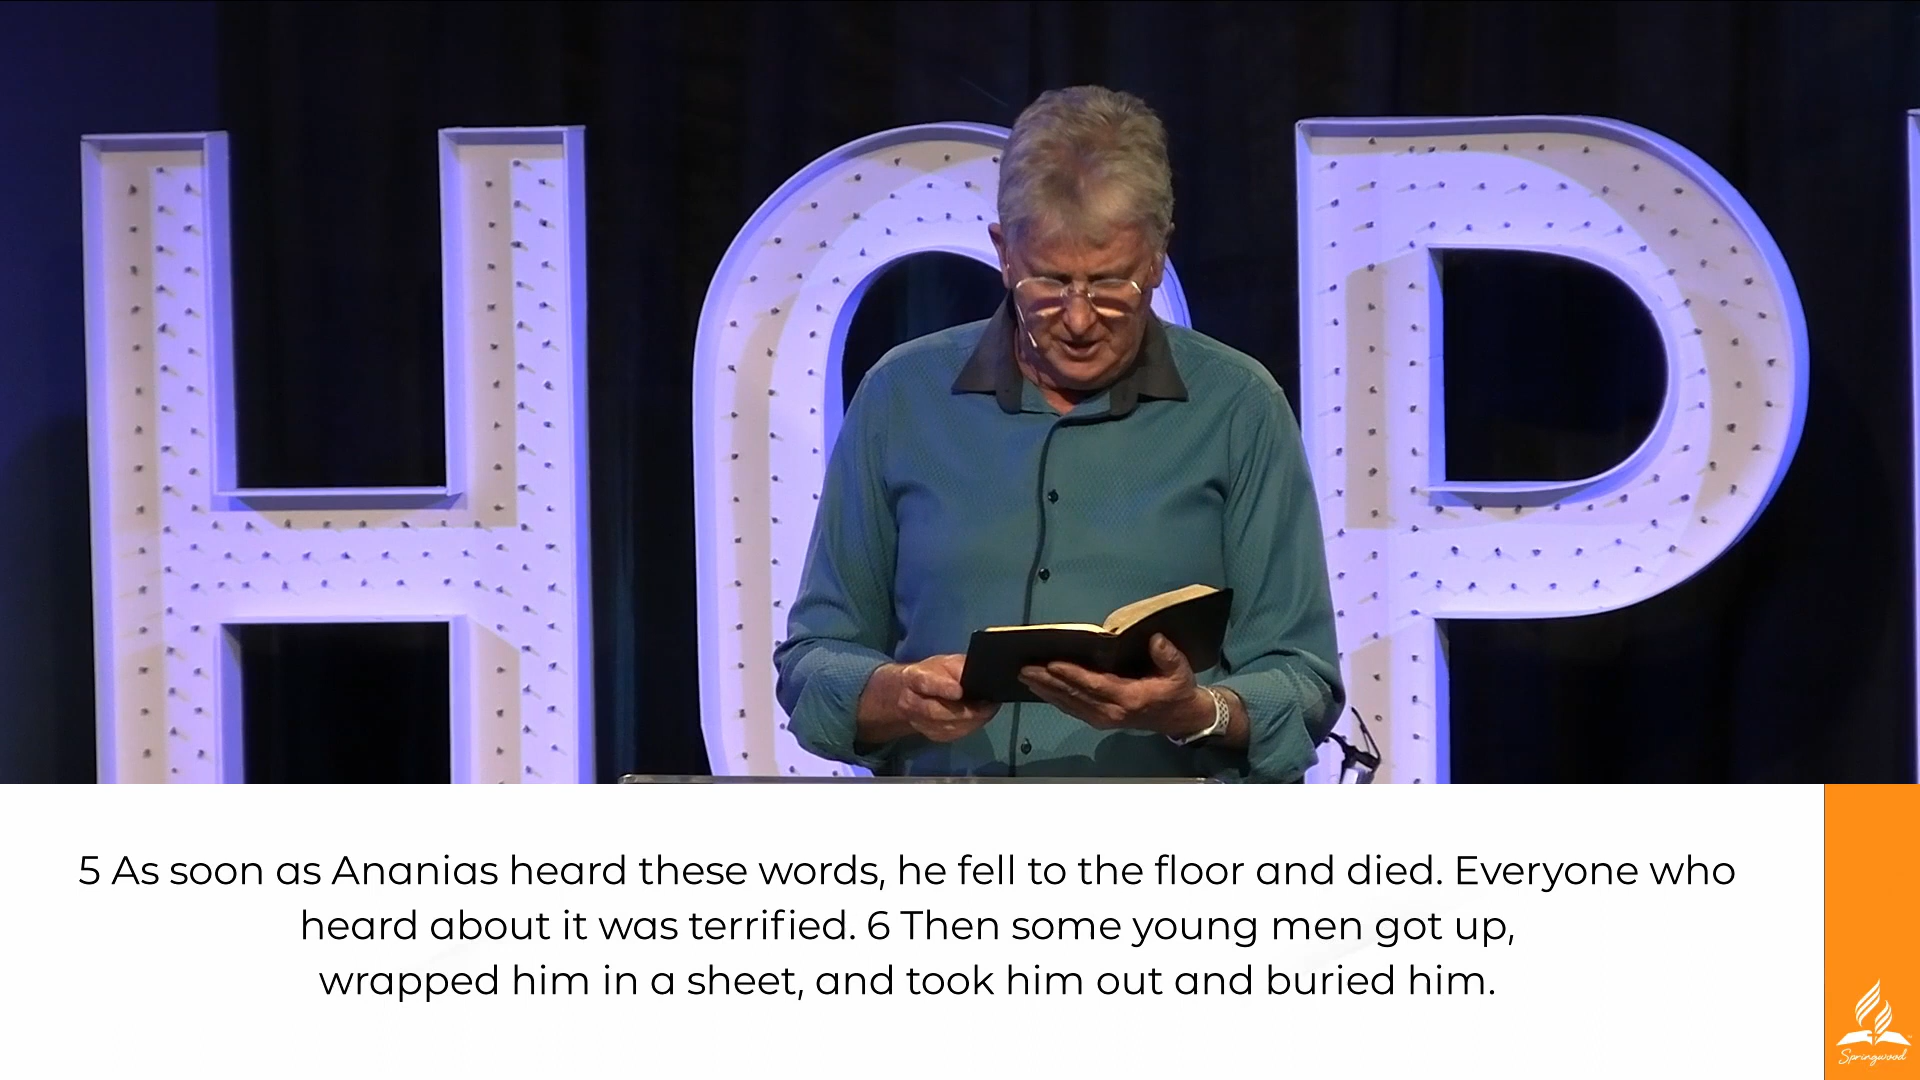 HOP
5 As soon as Ananias heard these words, he fell to the floor and died. Everyone who
heard about it was terrified. 6 Then some young men got up,
wrapped him in a sheet, and took him out and buried him.
Springwood